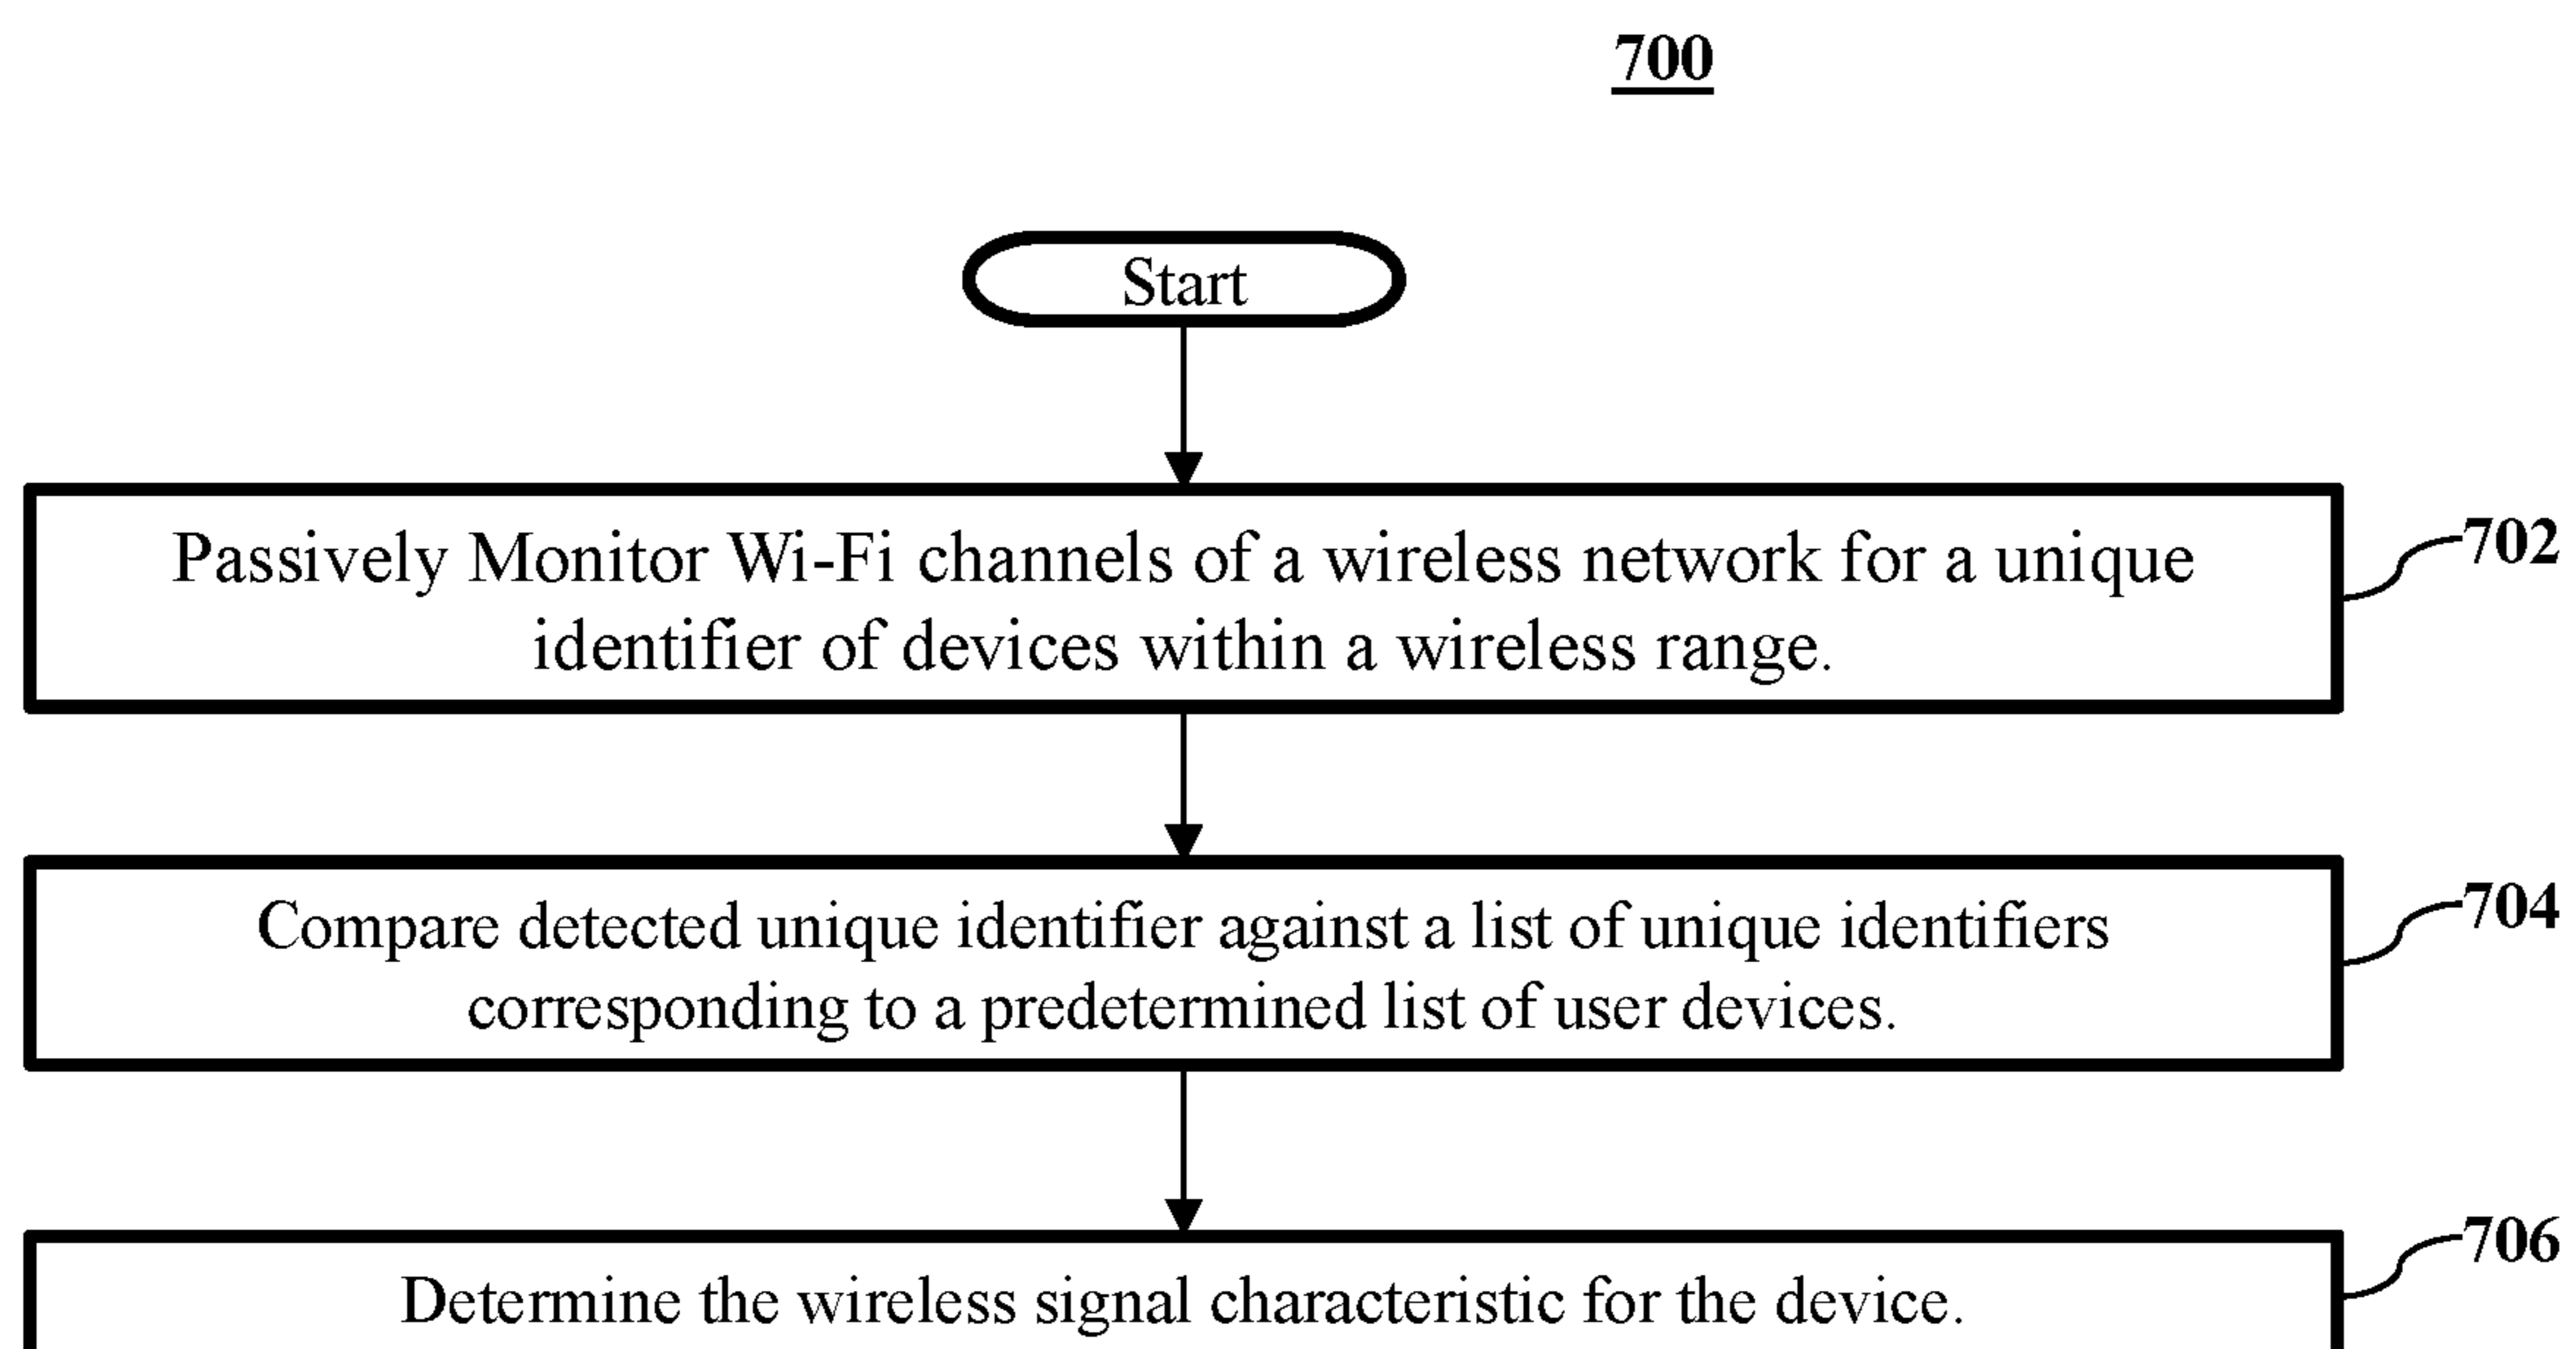 700
Start
Passively Monitor Wi-Fi channels of a wireless network for a unique
identifier of devices within a wireless range.
702
Compare detected unique identifier against a list of unique identifiers
corresponding to a predetermined list of user devices.
704
Determine the wireless signal characteristic for the device.
706